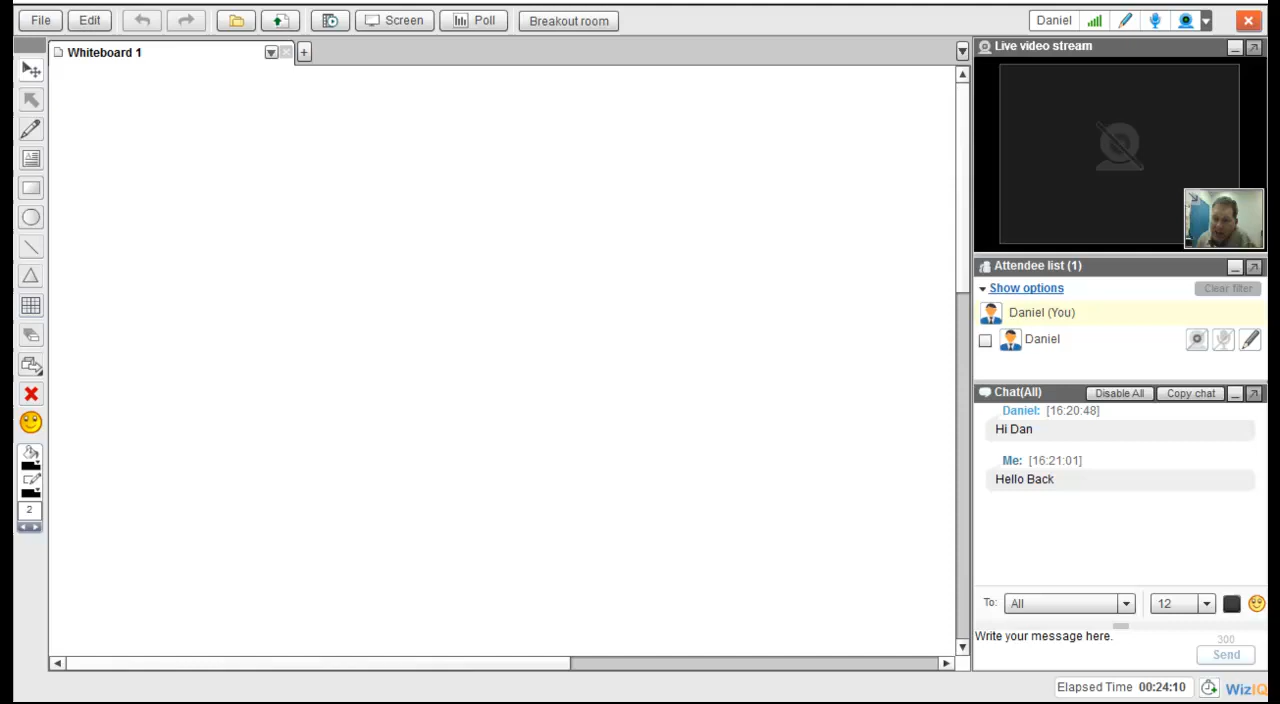 File Edit Screen Poll Breakout room Daniel
Whiteboard 1
Live video stream
Attendee list (1)
Show options Clear filter
Daniel (You)
Daniel
Chat(All) Disable All Copy chat
Daniel: [16:20:48]
Hi Dan
Me: [16:21:01]
Hello Back
To: All 12
Write your message here.
300
Send
2
Elapsed Time 00:24:10 WizIQ